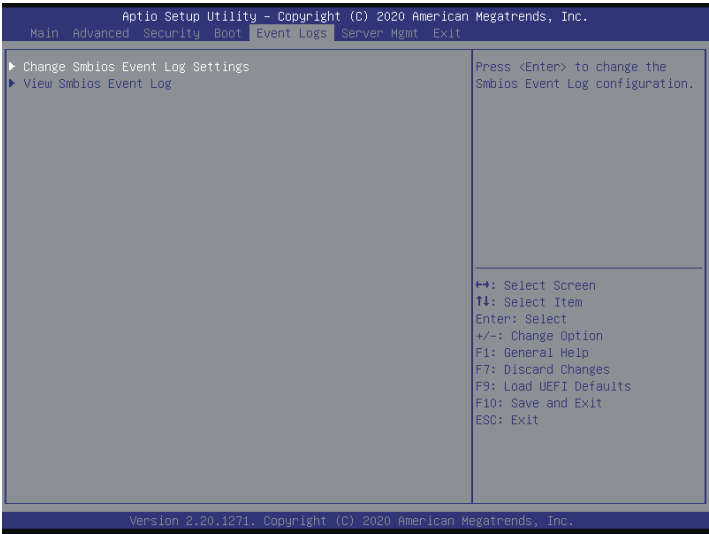 Aptio Setup Utility – Copyright (C) 2020 American Megatrends, Inc.
Main Advanced Security Boot Event Logs Server Mgmt Exit
▶ Change Smbios Event Log Settings
▶ View Smbios Event Log
Press <Enter> to change the
Smbios Event Log configuration.
↔: Select Screen
↑↓: Select Item
Enter: Select
+/-: Change Option
F1: General Help
F7: Discard Changes
F9: Load UEFI Defaults
F10: Save and Exit
ESC: Exit
Version 2.20.1271. Copyright (C) 2020 American Megatrends, Inc.